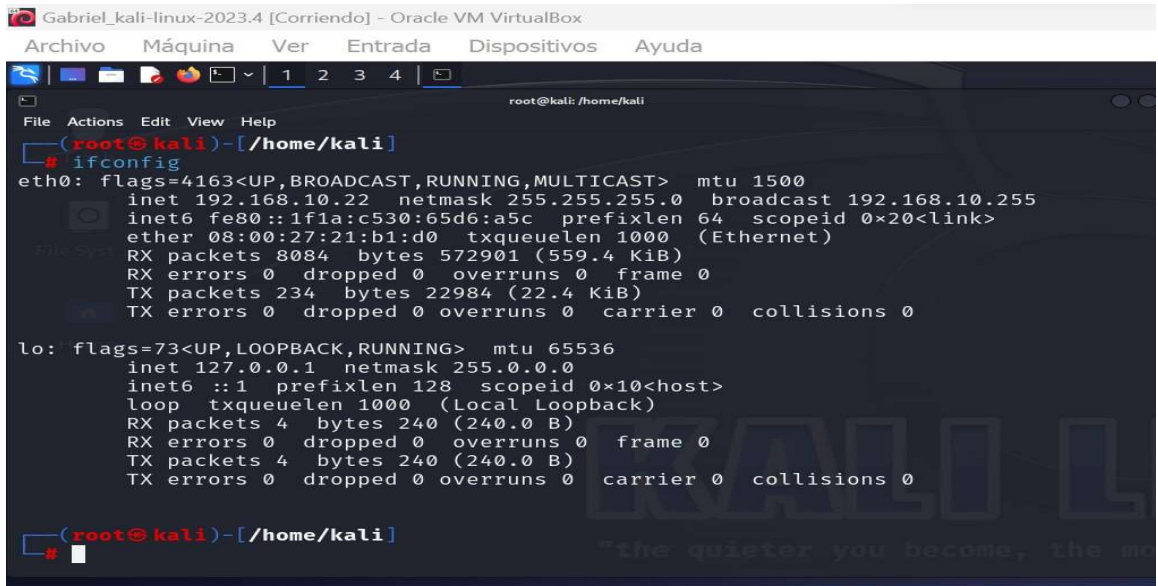 Gabriel_kali-linux-2023.4 [Corriendo] - Oracle VM VirtualBox
Archivo Máquina Ver Entrada Dispositivos Ayuda
1 2 3 4
root@kali: /home/kali
File Actions Edit View Help
(root㉿kali)-[/home/kali]
# ifconfig
eth0: flags=4163<UP,BROADCAST,RUNNING,MULTICAST> mtu 1500
inet 192.168.10.22 netmask 255.255.255.0 broadcast 192.168.10.255
inet6 fe80::1f1a:c530:65d6:a5c prefixlen 64 scopeid 0×20<link>
ether 08:00:27:21:b1:d0 txqueuelen 1000 (Ethernet)
File Syst
RX packets 8084 bytes 572901 (559.4 KiB)
RX errors 0 dropped 0 overruns 0 frame 0
TX packets 234 bytes 22984 (22.4 KiB)
TX errors 0 dropped 0 overruns 0 carrier 0 collisions 0
lo: flags=73<UP,LOOPBACK,RUNNING> mtu 65536
inet 127.0.0.1 netmask 255.0.0.0
inet6 ::1 prefixlen 128 scopeid 0×10<host>
loop txqueuelen 1000 (Local Loopback)
RX packets 4 bytes 240 (240.0 B)
RX errors 0 dropped 0 overruns 0 frame 0
TX packets 4 bytes 240 (240.0 B)
TX errors 0 dropped 0 overruns 0 carrier 0 collisions 0
KALI L
(root㉿kali)-[/home/kali]
#
"the quieter you become, the mo